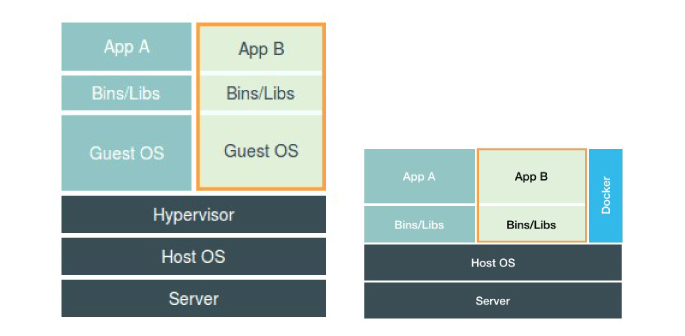 App A
App B
Bins/Libs
Bins/Libs
Guest OS
Guest OS
Hypervisor
Host OS
Server
App A
App B
Docker
Bins/Libs
Bins/Libs
Host OS
Server